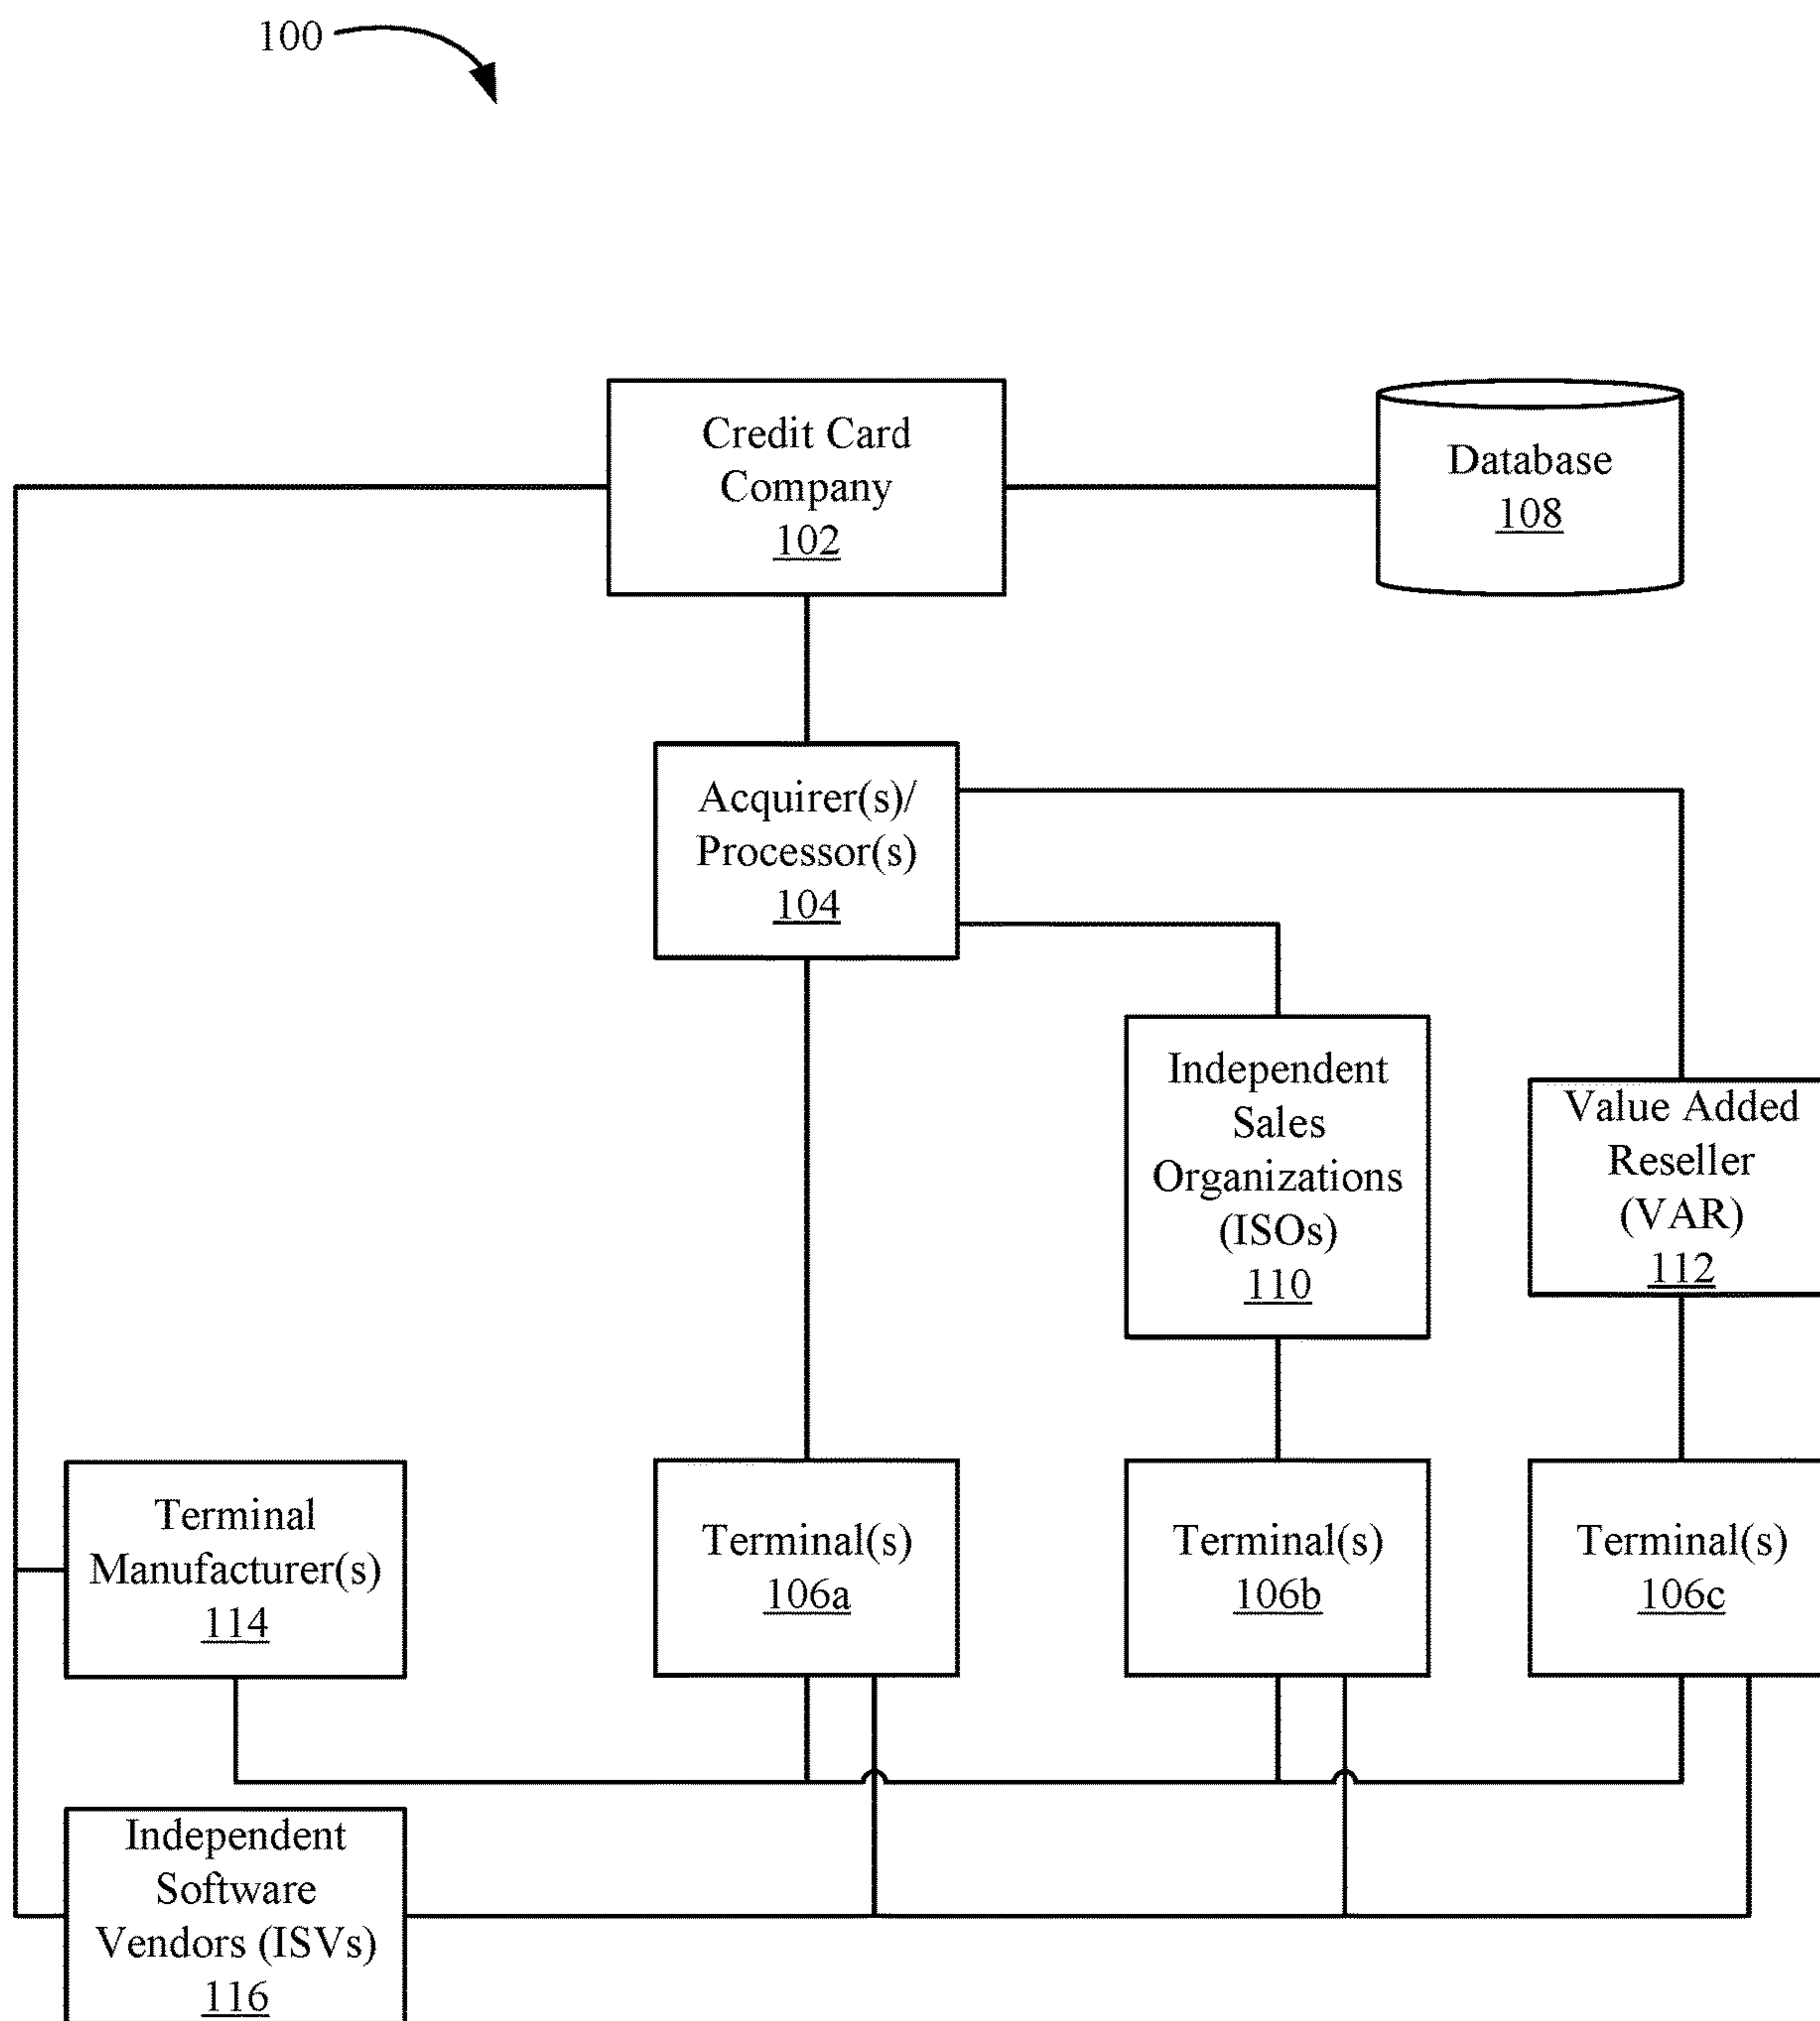 100
Credit Card
Company
102
Database
108
Acquirer(s)/
Processor(s)
104
Independent
Sales
Organizations
(ISOs)
110
Value Added
Reseller
(VAR)
112
Terminal
Manufacturer(s)
114
Terminal(s)
106a
Terminal(s)
106b
Terminal(s)
106c
Independent
Software
Vendors (ISVs)
116